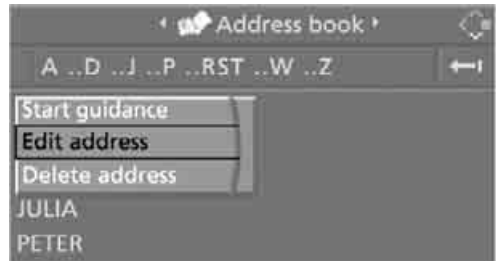 Address book
A ..D ..J ..P ..RST ..W ..Z
Start guidance
Edit address
Delete address
JULIA
PETER